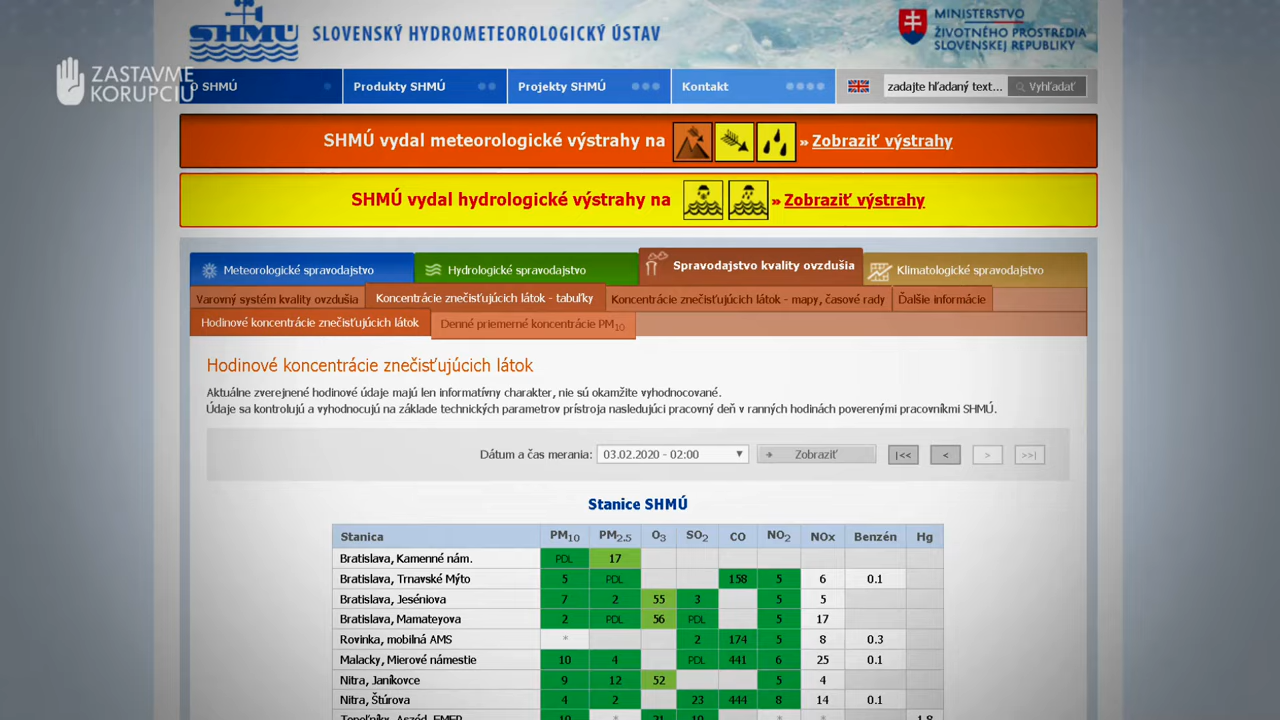 SHMÚ SLOVENSKÝ HYDROMETEOROLOGICKÝ ÚSTAV
MINISTERSTVO
ŽIVOTNÉHO PROSTREDIA
SLOVENSKEJ REPUBLIKY
ZASTAVME
KORUPCIU
O SHMÚ Produkty SHMÚ Projekty SHMÚ Kontakt zadajte hľadaný text... Vyhľadať
SHMÚ vydal meteorologické výstrahy na » Zobraziť výstrahy
SHMÚ vydal hydrologické výstrahy na » Zobraziť výstrahy
Meteorologické spravodajstvo Hydrologické spravodajstvo Spravodajstvo kvality ovzdušia Klimatologické spravodajstvo
Varovný systém kvality ovzdušia Koncentrácie znečisťujúcich látok - tabuľky Koncentrácie znečisťujúcich látok - mapy, časové rady Ďalšie informácie
Hodinové koncentrácie znečisťujúcich látok Denné priemerné koncentrácie PM10
Hodinové koncentrácie znečisťujúcich látok
Aktuálne zverejnené hodinové údaje majú len informatívny charakter, nie sú okamžite vyhodnocované.
Údaje sa kontrolujú a vyhodnocujú na základe technických parametrov prístroja nasledujúci pracovný deň v ranných hodinách poverenými pracovníkmi SHMÚ.
Dátum a čas merania: 03.02.2020 - 02:00 Zobraziť |<< < > >>|
Stanice SHMÚ
Stanica PM10 PM2.5 O3 SO2 CO NO2 NOx Benzén Hg
Bratislava, Kamenné nám. PDL 17
Bratislava, Trnavské Mýto 5 PDL 158 5 6 0.1
Bratislava, Jeséniova 7 2 55 3 5 5
Bratislava, Mamateyova 2 PDL 56 PDL 5 17
Rovinka, mobilná AMS * 2 174 5 8 0.3
Malacky, Mierové námestie 10 4 PDL 441 6 25 0.1
Nitra, Janíkovce 9 12 52 5 4
Nitra, Štúrova 4 2 23 444 8 14 0.1
Topoľníky, Aszód, EMEP 10 * 71 10 * * 1.8